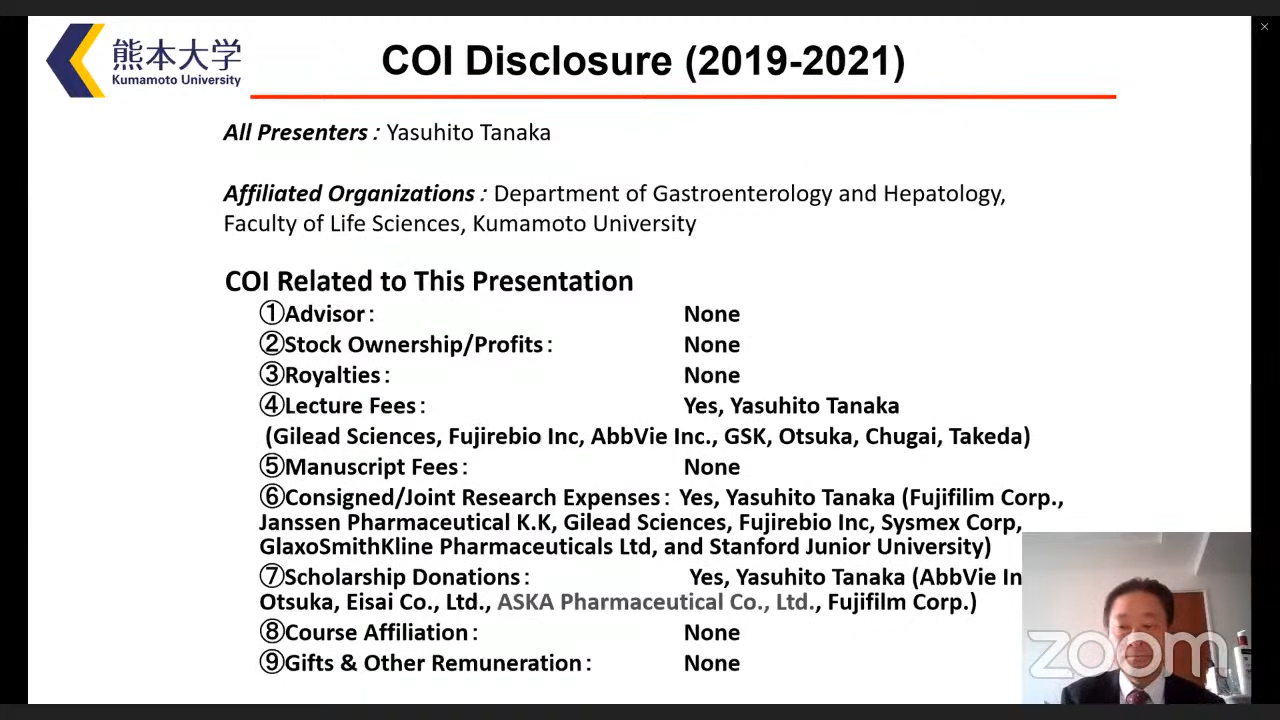 熊本大学
Kumamoto University
COI Disclosure (2019-2021)
All Presenters : Yasuhito Tanaka
Affiliated Organizations : Department of Gastroenterology and Hepatology,
Faculty of Life Sciences, Kumamoto University
COI Related to This Presentation
①Advisor: None
②Stock Ownership/Profits: None
③Royalties: None
④Lecture Fees: Yes, Yasuhito Tanaka
(Gilead Sciences, Fujirebio Inc, AbbVie Inc., GSK, Otsuka, Chugai, Takeda)
⑤Manuscript Fees: None
⑥Consigned/Joint Research Expenses: Yes, Yasuhito Tanaka (Fujifilim Corp.,
Janssen Pharmaceutical K.K, Gilead Sciences, Fujirebio Inc, Sysmex Corp,
GlaxoSmithKline Pharmaceuticals Ltd, and Stanford Junior University)
⑦Scholarship Donations: Yes, Yasuhito Tanaka (AbbVie In
Otsuka, Eisai Co., Ltd., ASKA Pharmaceutical Co., Ltd., Fujifilm Corp.)
⑧Course Affiliation: None
⑨Gifts & Other Remuneration: None
zoom